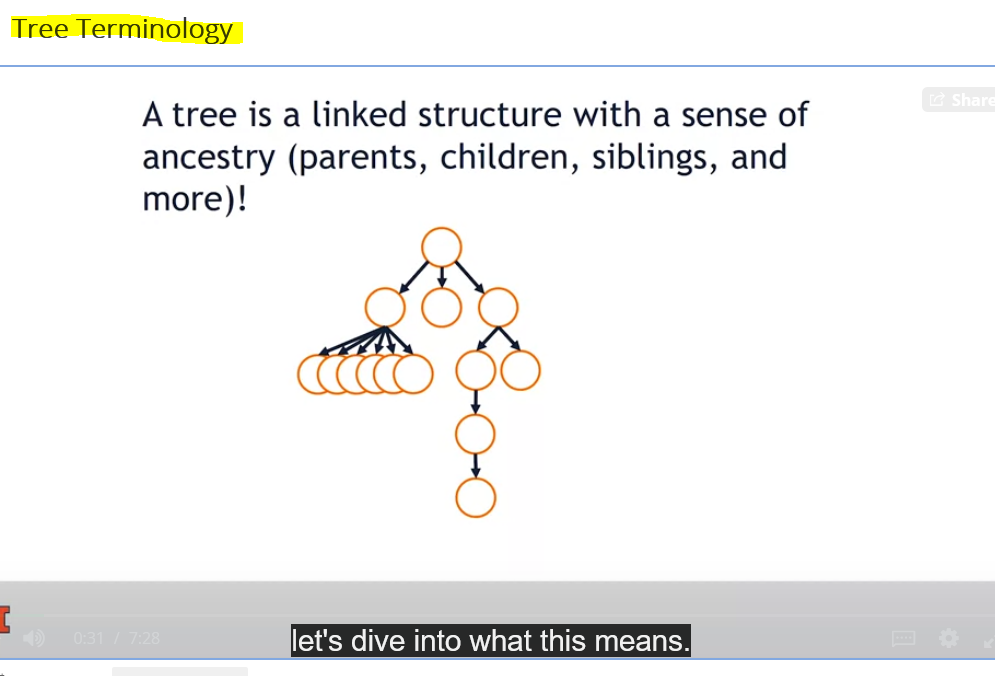 Tree Terminology
Share
A tree is a linked structure with a sense of
ancestry (parents, children, siblings, and
more)!
0:31 / 7:28
let's dive into what this means.